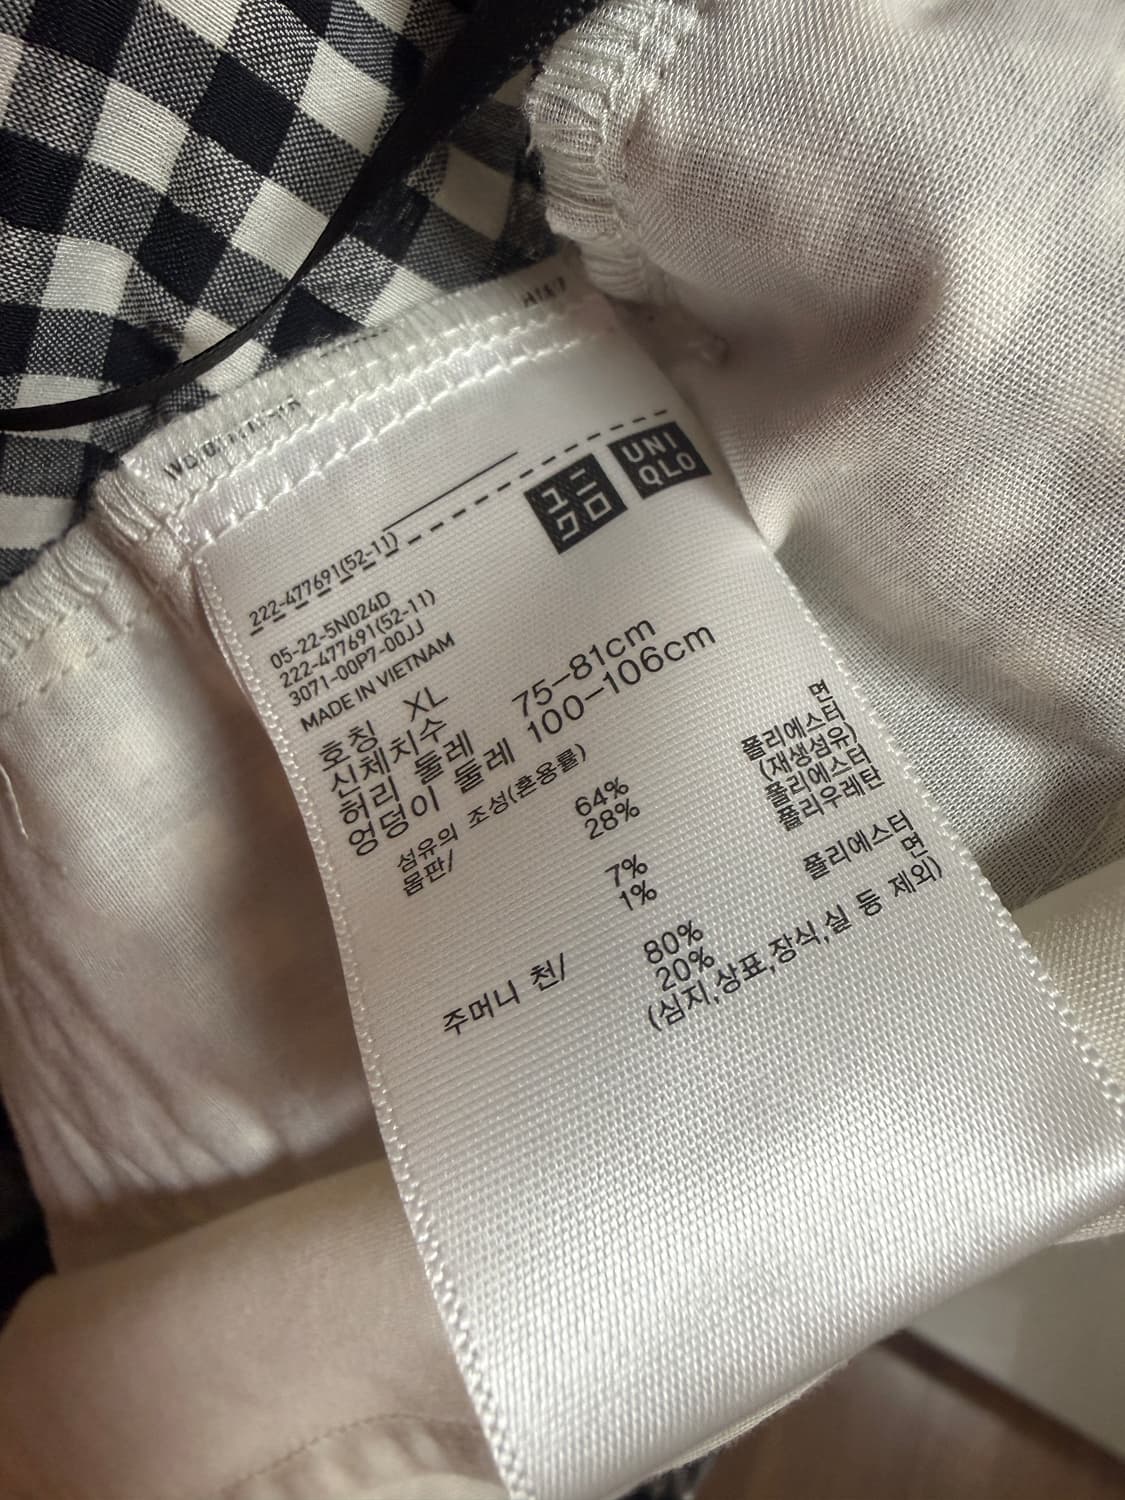 ユニ
クロ
UNI
QLO
222-477691(52-11)
05-22-5N024D
222-477691(52-11)
3071-00P7-00JJ
MADE IN VIETNAM
호칭 XL
신체치수
허리 둘레 75-81cm
엉덩이 둘레 100-106cm
섬유의 조성(혼용률)
몸판/ 64% 면
28% 폴리에스터
(재생섬유)
7% 폴리에스터
1% 폴리우레탄
주머니 천/ 80% 폴리에스터
20% 면
(심지,상표,장식,실 등 제외)